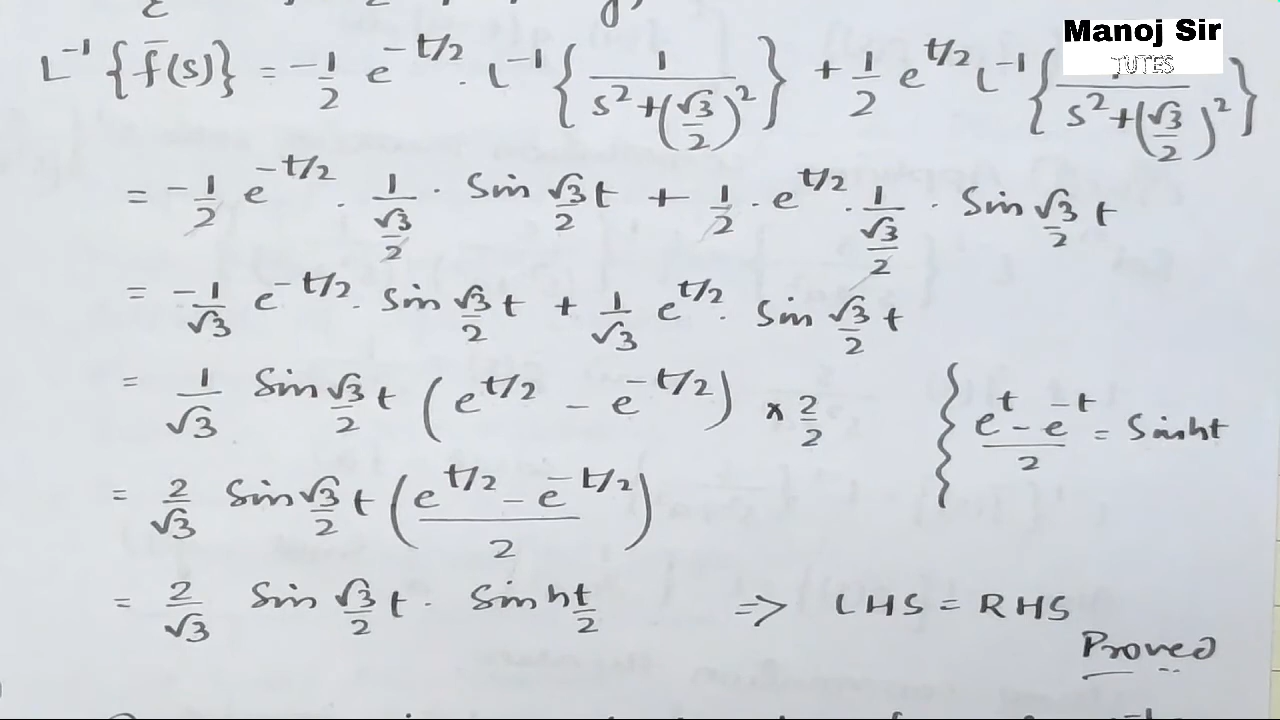 Manoj Sir
TUTES
L⁻¹ {f̄(s)} = -1/2 e^(-t/2) · L⁻¹ { 1/(s² + (√3/2)²) } + 1/2 e^(t/2) L⁻¹ { 1/(s² + (√3/2)²) }
= -1/2 e^(-t/2) · 1/(√3/2) · Sin √3/2 t + 1/2 · e^(t/2) · 1/(√3/2) · Sin √3/2 t
= -1/√3 e^(-t/2) · Sin √3/2 t + 1/√3 e^(t/2) · Sin √3/2 t
= 1/√3 Sin √3/2 t ( e^(t/2) - e^(-t/2) ) × 2/2 { (e^t - e^(-t))/2 = Sinht
= 2/√3 Sin √3/2 t ( (e^(t/2) - e^(-t/2))/2 )
= 2/√3 Sin √3/2 t · Sinh t/2 => LHS = RHS
Proved